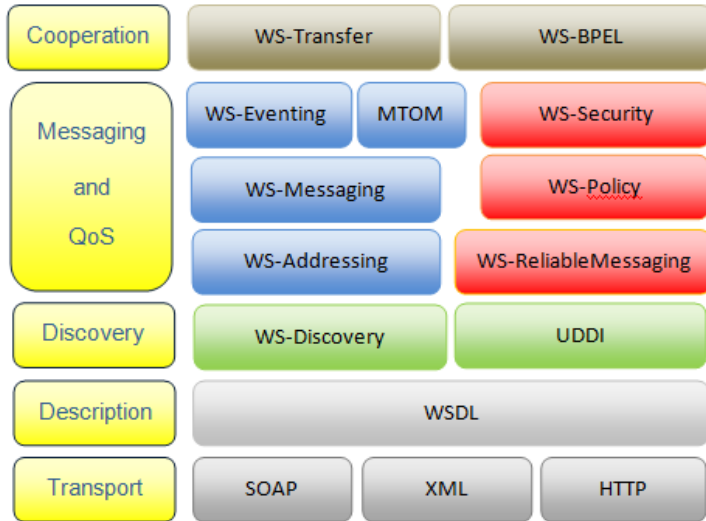 Cooperation
WS-Transfer
WS-BPEL
Messaging
and
QoS
WS-Eventing
MTOM
WS-Security
WS-Messaging
WS-Policy
WS-Addressing
WS-ReliableMessaging
Discovery
WS-Discovery
UDDI
Description
WSDL
Transport
SOAP
XML
HTTP